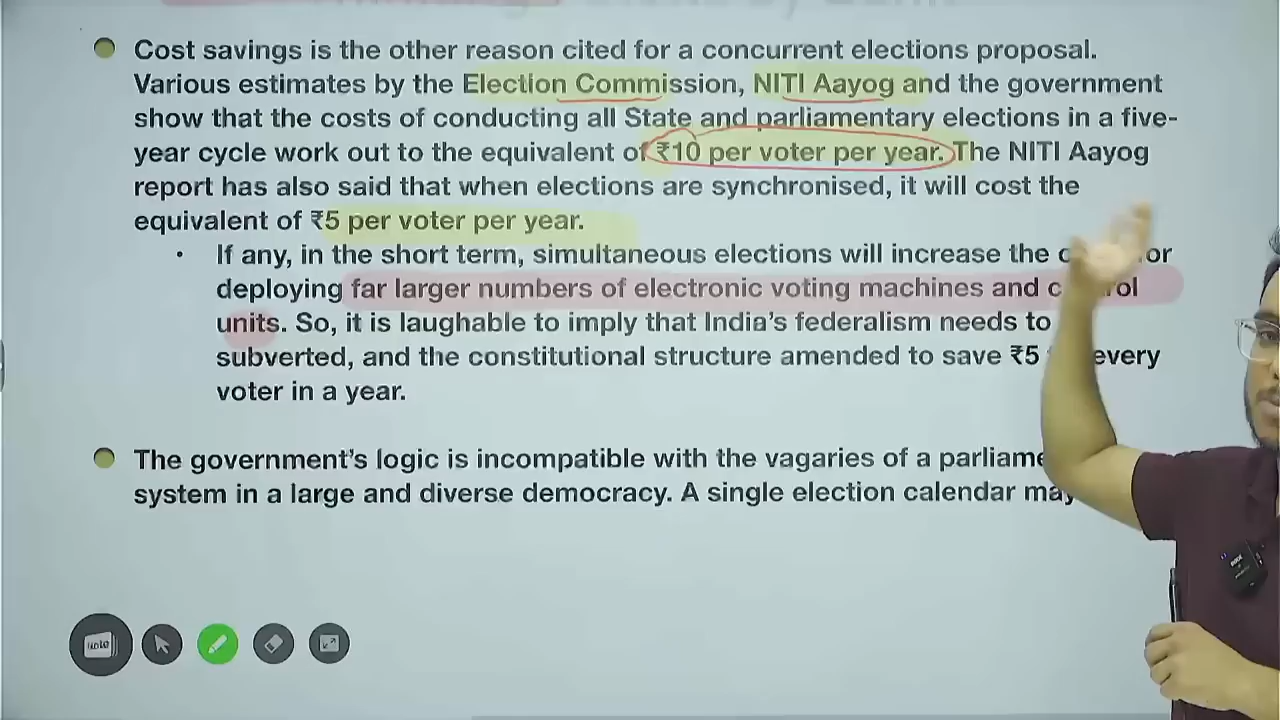 Cost savings is the other reason cited for a concurrent elections proposal.
Various estimates by the Election Commission, NITI Aayog and the government
show that the costs of conducting all State and parliamentary elections in a five-
year cycle work out to the equivalent of ₹10 per voter per year. The NITI Aayog
report has also said that when elections are synchronised, it will cost the
equivalent of ₹5 per voter per year.
• If any, in the short term, simultaneous elections will increase the
deploying far larger numbers of electronic voting machines and
units. So, it is laughable to imply that India's federalism needs to
subverted, and the constitutional structure amended to save ₹5 every
voter in a year.
The government's logic is incompatible with the vagaries of a
system in a large and diverse democracy. A single election calendar may